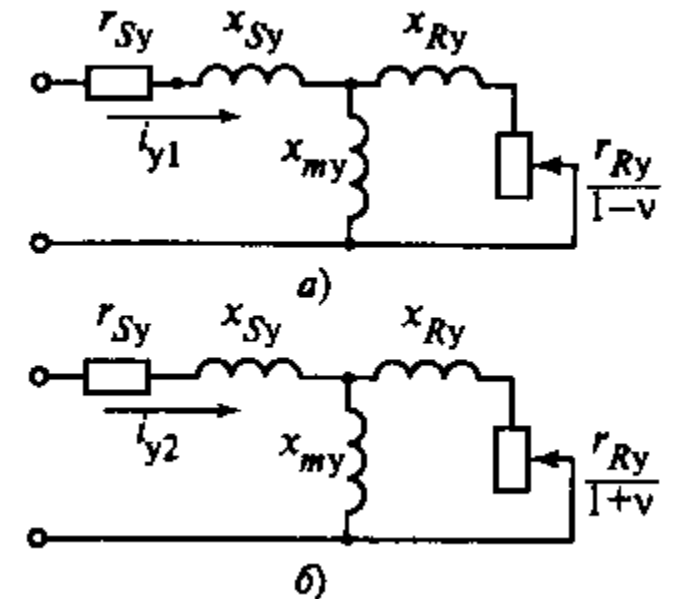 r_Sy x_Sy x_Ry
i_y1 x_my r_Ry
1–ν
а)
r_Sy x_Sy x_Ry
i_y2 x_my r_Ry
1+ν
б)